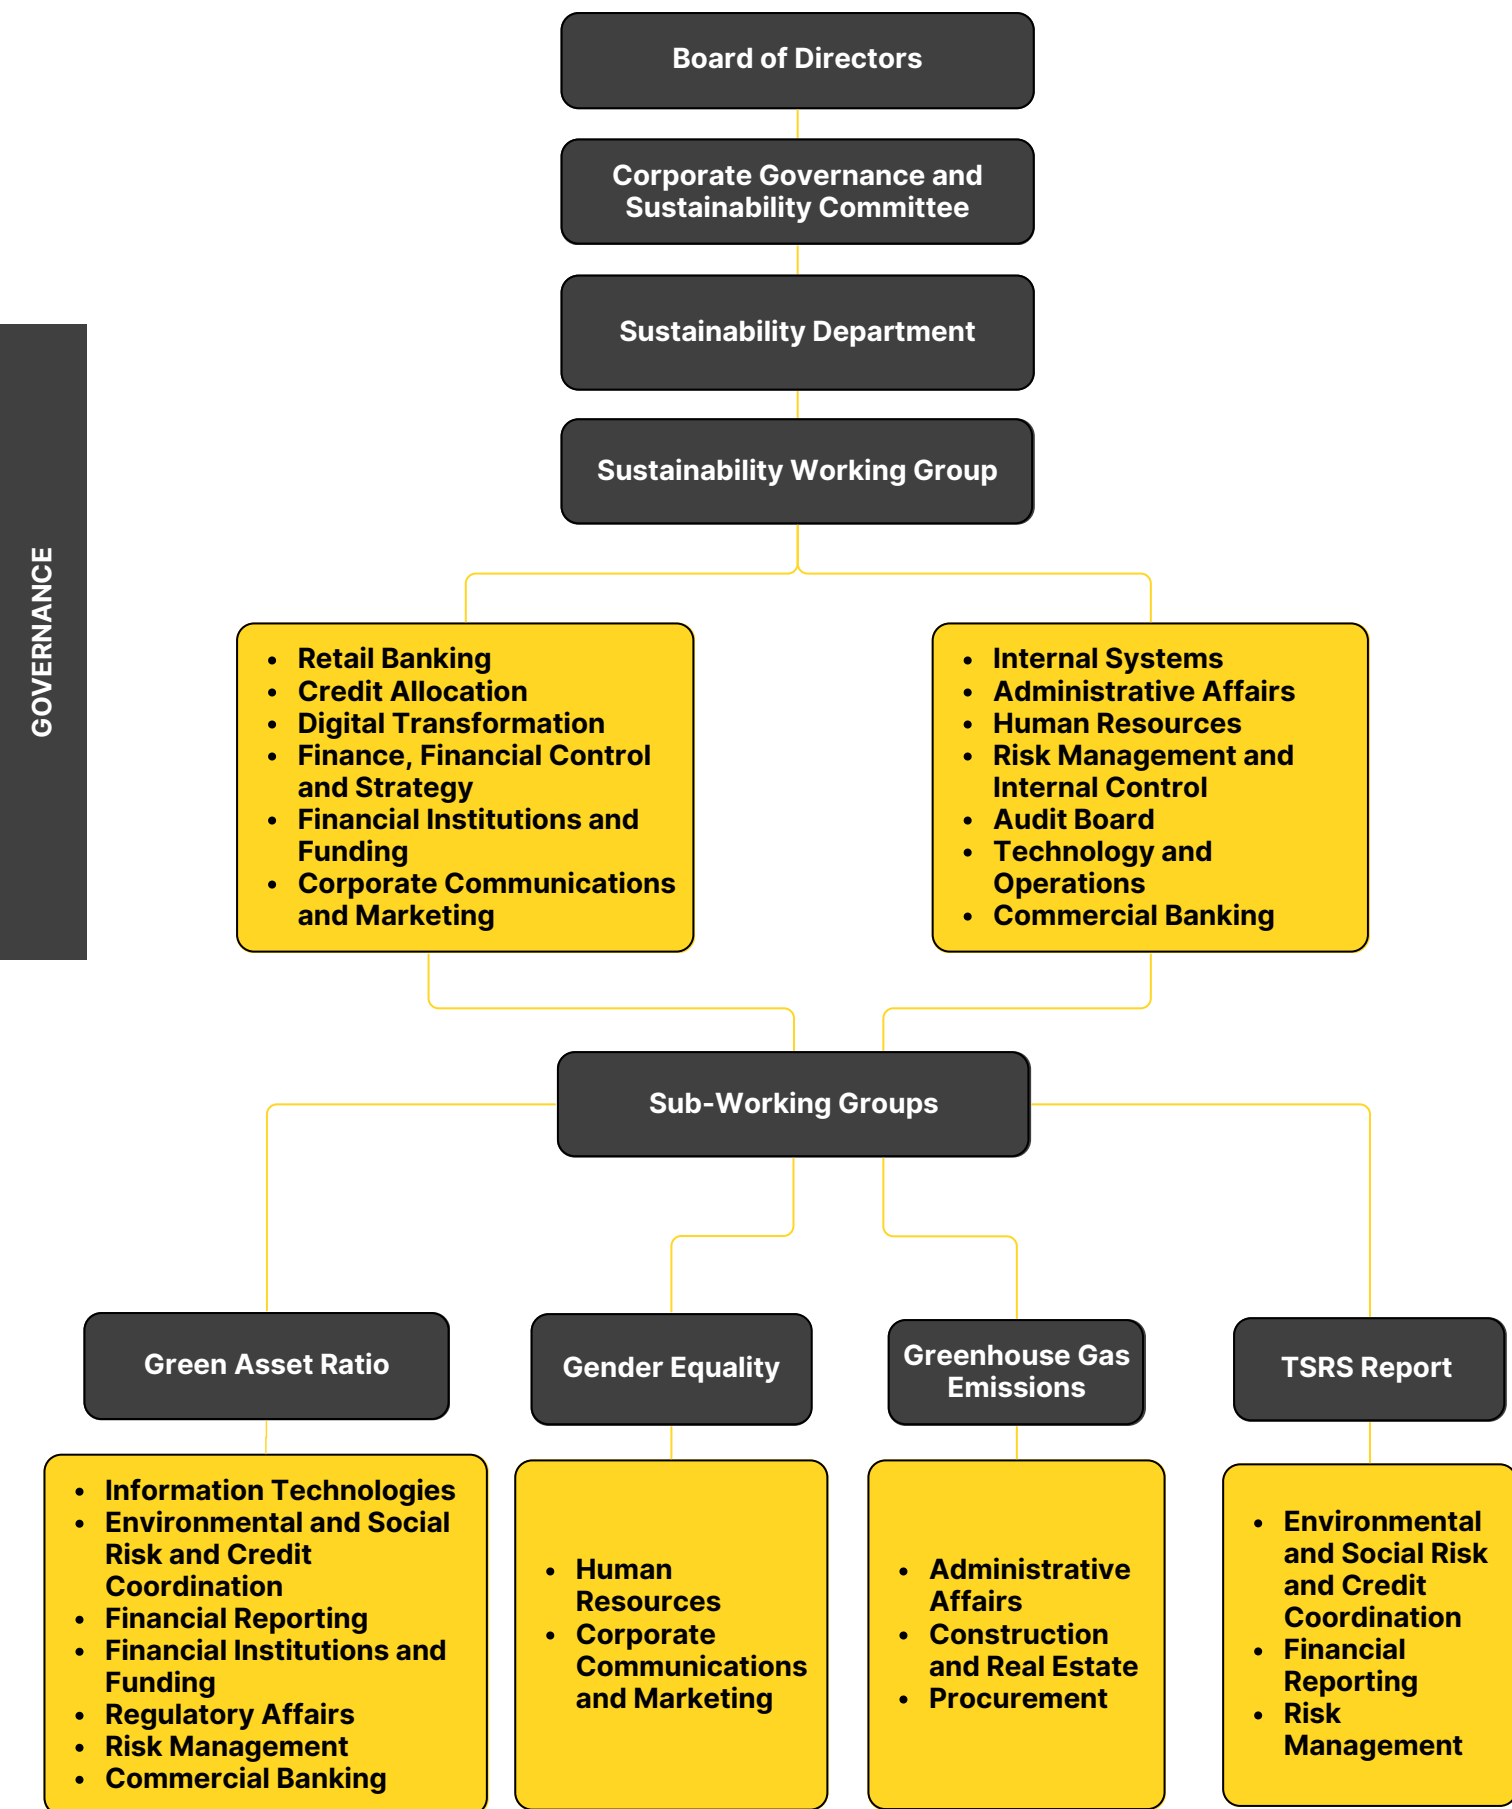 Board of Directors
Corporate Governance and
Sustainability Committee
Sustainability Department
Sustainability Working Group
GOVERNANCE
• Retail Banking
• Credit Allocation
• Digital Transformation
• Finance, Financial Control
and Strategy
• Financial Institutions and
Funding
• Corporate Communications
and Marketing
• Internal Systems
• Administrative Affairs
• Human Resources
• Risk Management and
Internal Control
• Audit Board
• Technology and
Operations
• Commercial Banking
Sub-Working Groups
Green Asset Ratio
• Information Technologies
• Environmental and Social
Risk and Credit
Coordination
• Financial Reporting
• Financial Institutions and
Funding
• Regulatory Affairs
• Risk Management
• Commercial Banking
Gender Equality
• Human
Resources
• Corporate
Communications
and Marketing
Greenhouse Gas
Emissions
• Administrative
Affairs
• Construction
and Real Estate
• Procurement
TSRS Report
• Environmental
and Social Risk
and Credit
Coordination
• Financial
Reporting
• Risk
Management